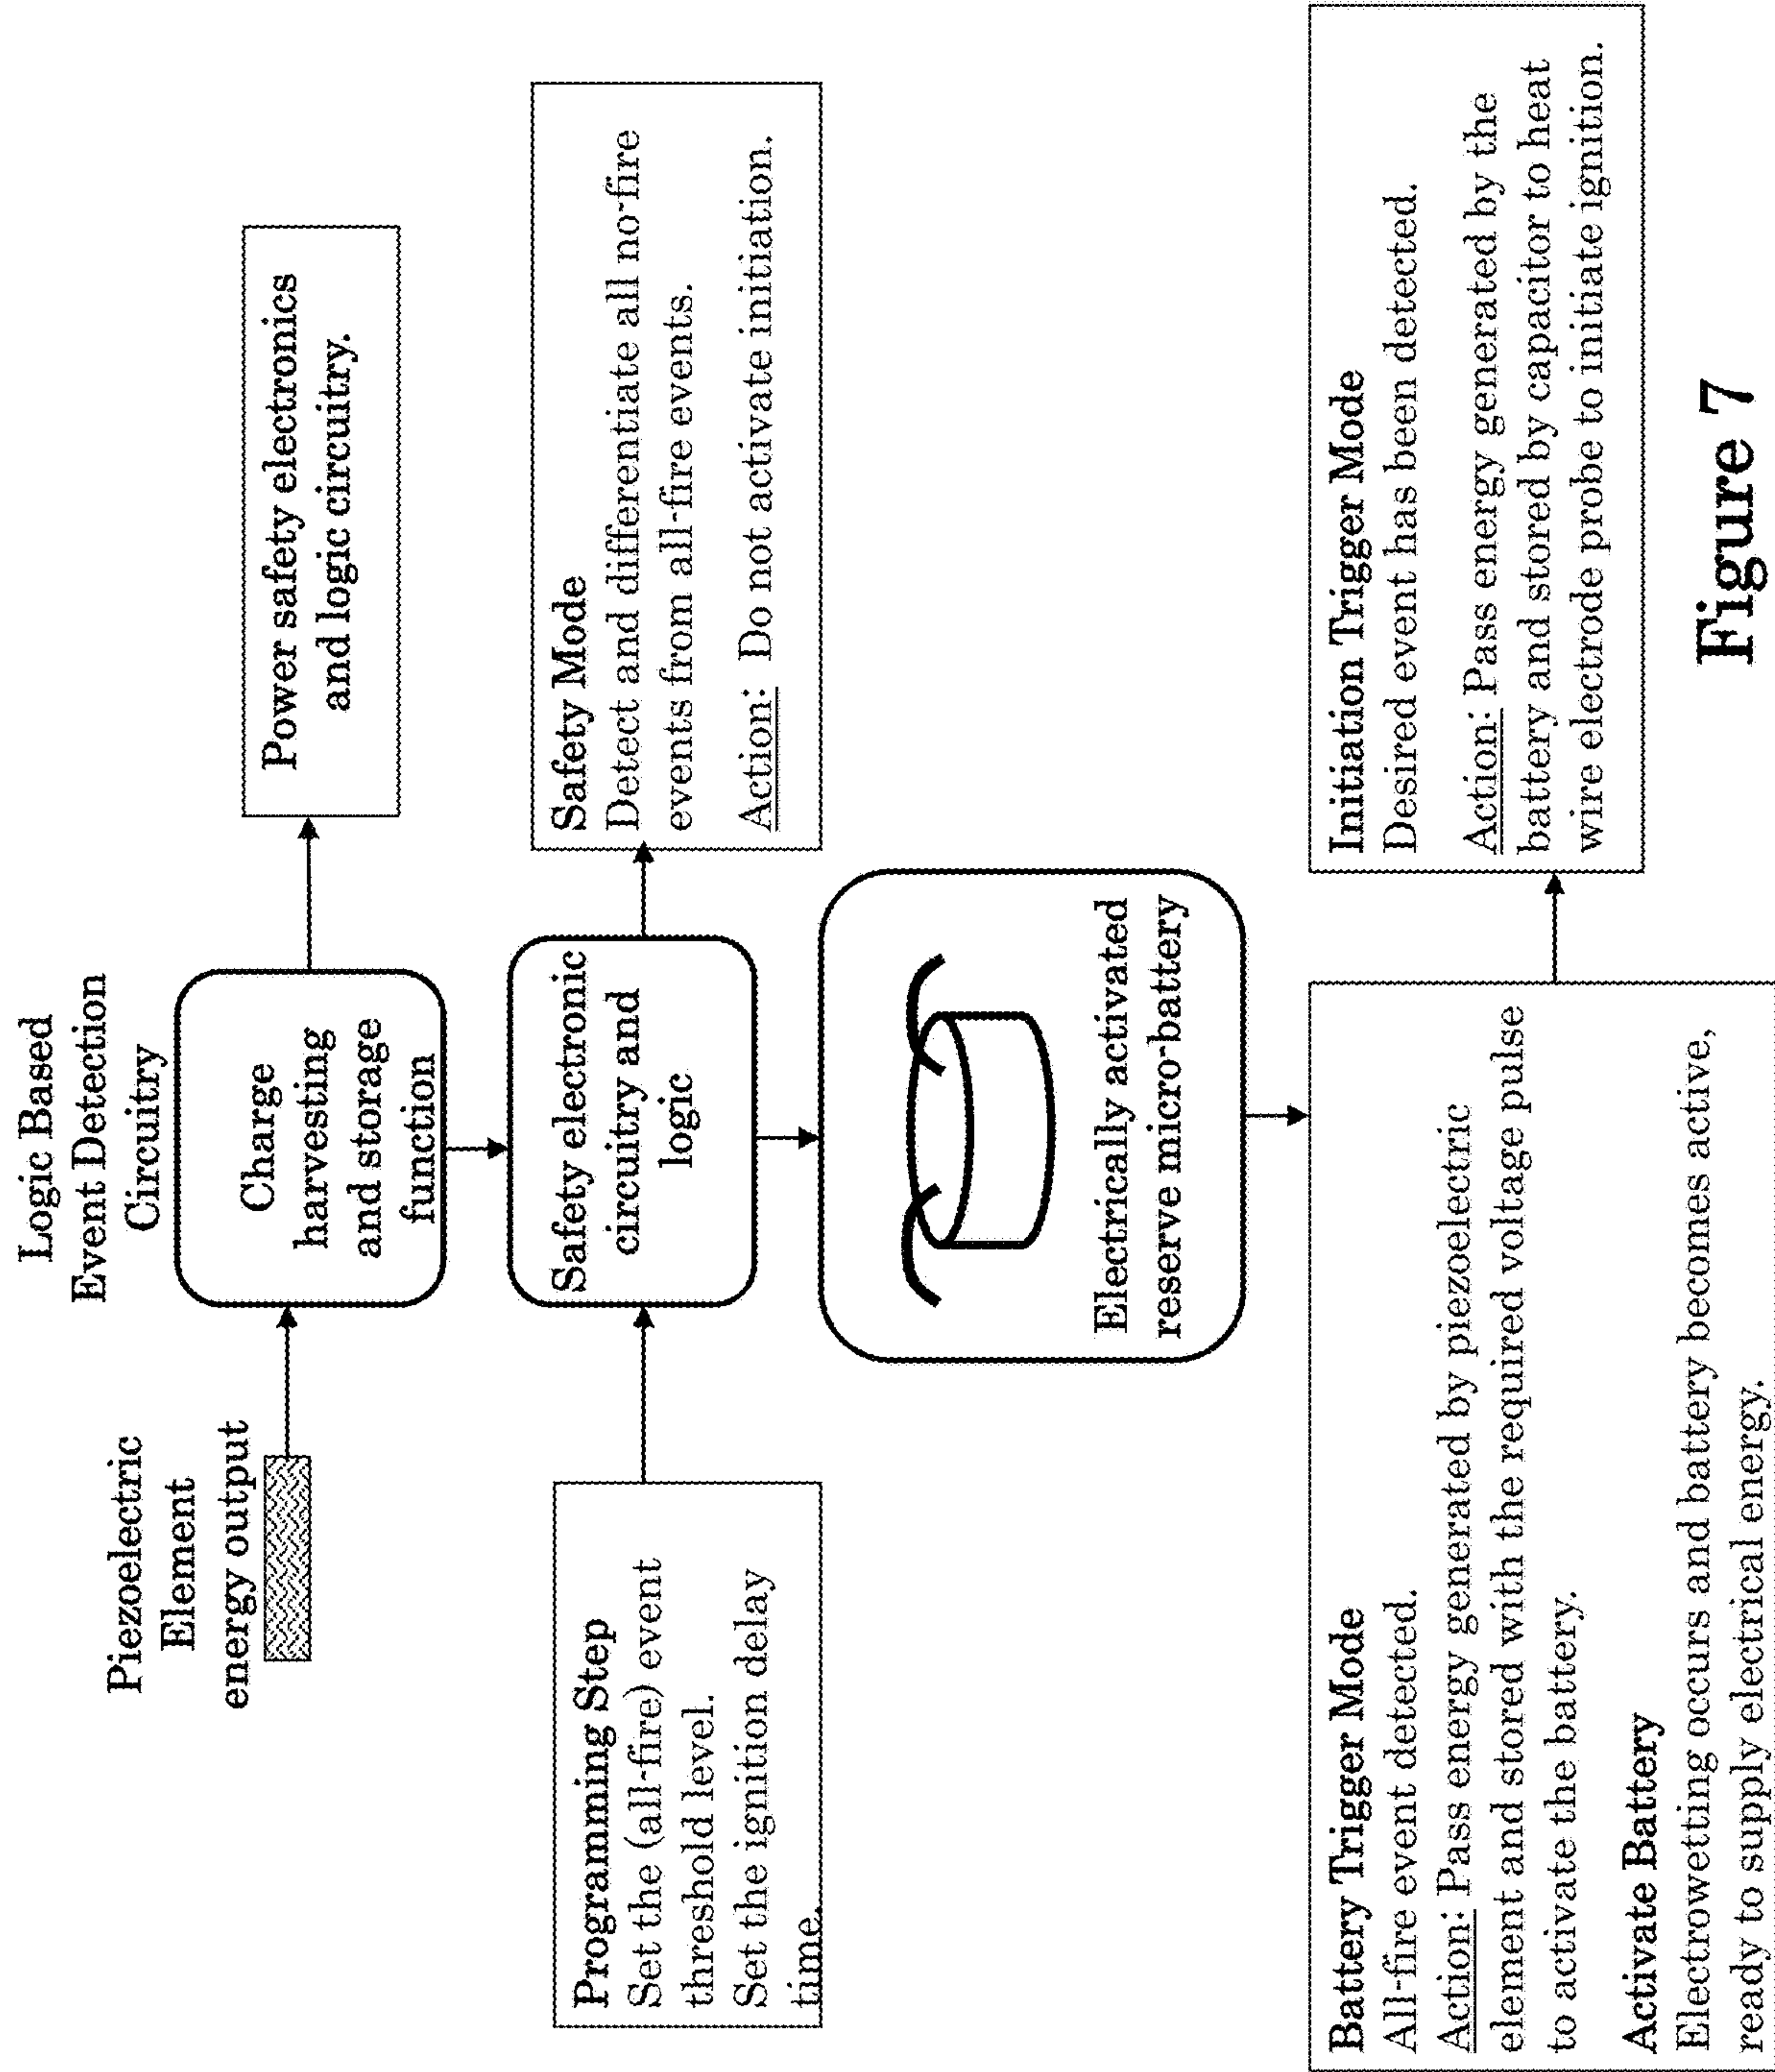 Logic Based
Event Detection
Circuitry
Piezoelectric
Element
energy output
Charge
harvesting
and storage
function
Power safety electronics
and logic circuitry.
Programming Step
Set the (all-fire) event
threshold level.
Set the ignition delay
time.
Safety electronic
circuitry and
logic
Safety Mode
Detect and differentiate all no-fire
events from all-fire events.
Action: Do not activate initiation.
Electrically activated
reserve micro-battery
Battery Trigger Mode
All-fire event detected.
Action: Pass energy generated by piezoelectric
element and stored with the required voltage pulse
to activate the battery.
Activate Battery
Electrowetting occurs and battery becomes active,
ready to supply electrical energy.
Initiation Trigger Mode
Desired event has been detected.
Action: Pass energy generated by the
battery and stored by capacitor to heat
wire electrode probe to initiate ignition.
Figure 7